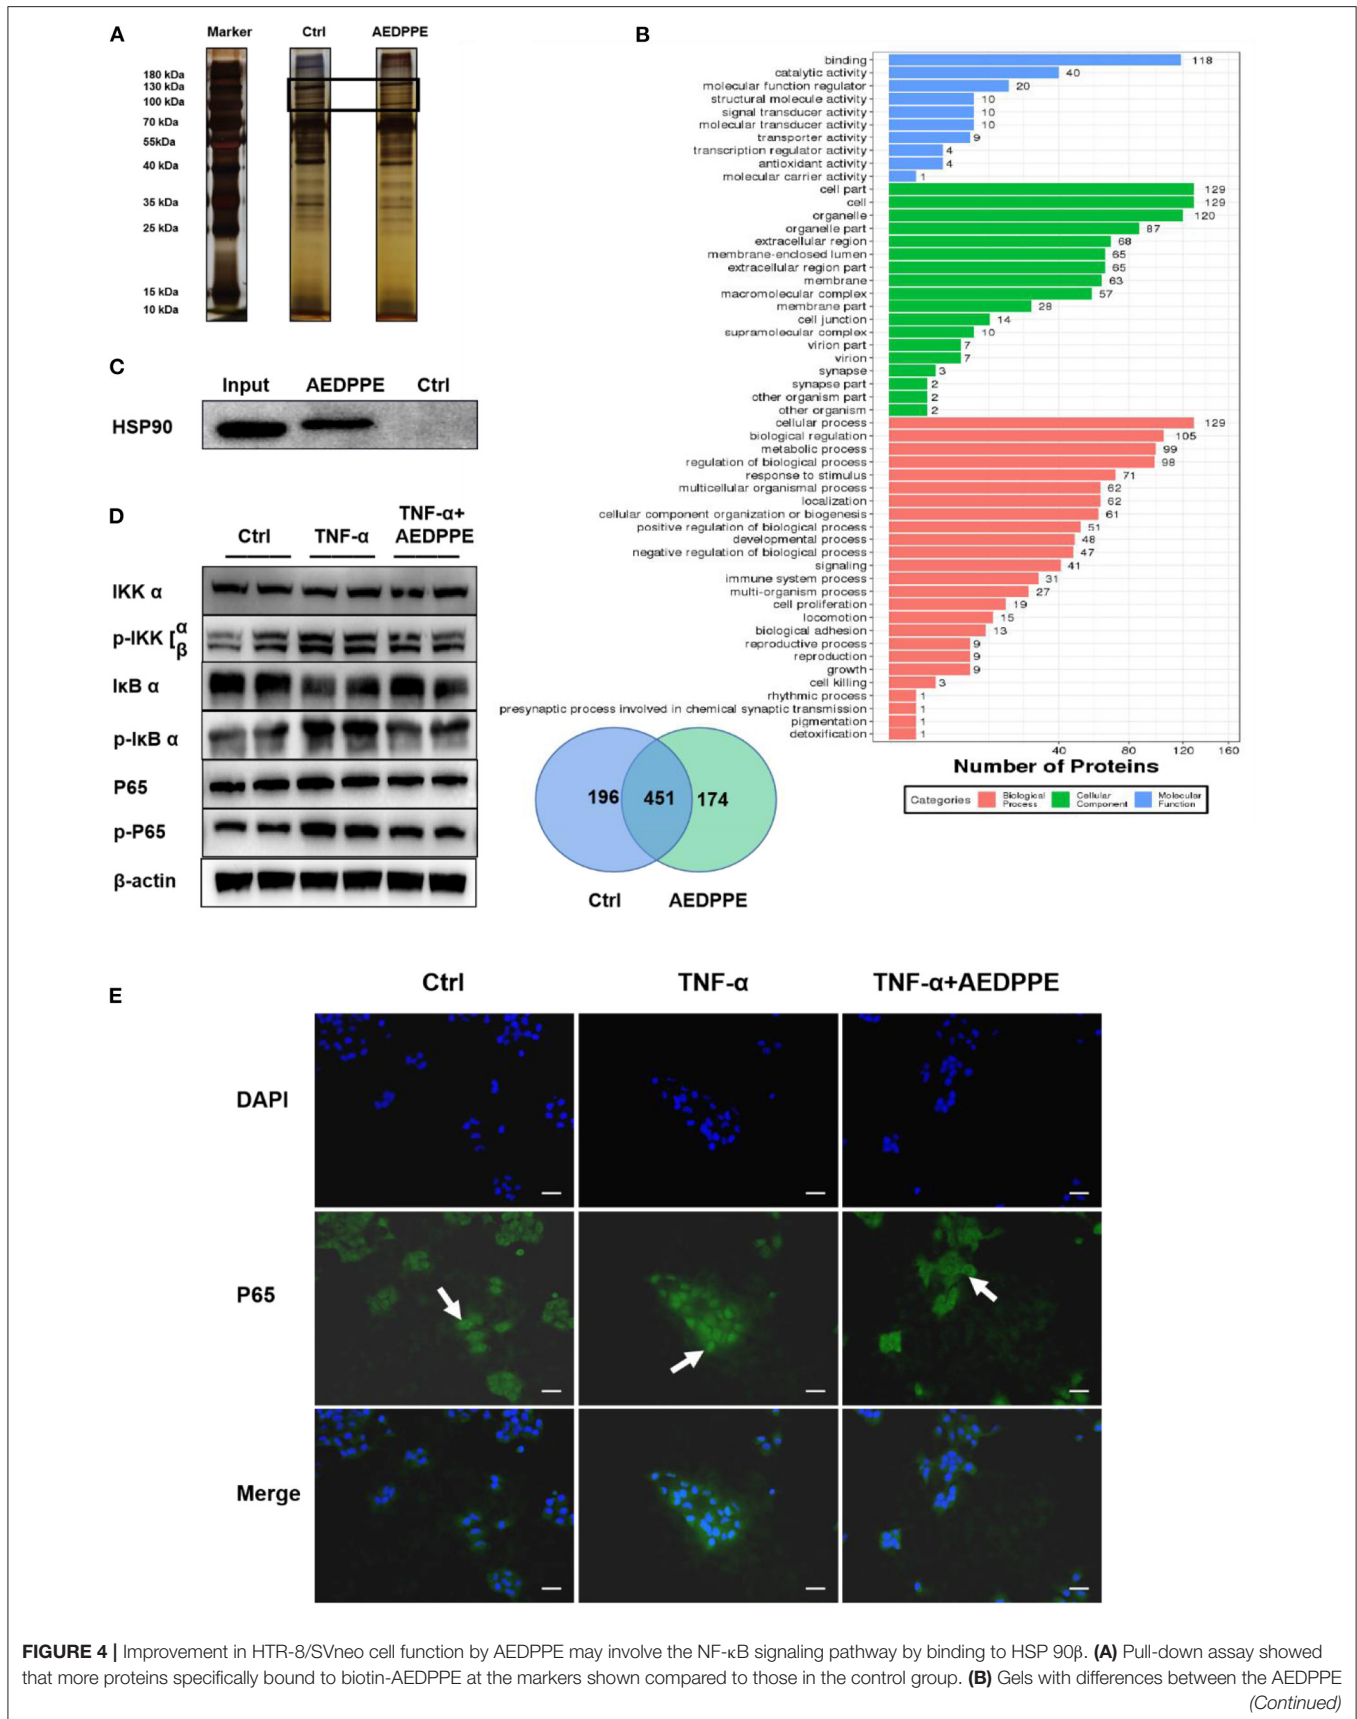 A
Marker
Ctrl
AEDPPE
180 kDa
130 kDa
100 kDa
70 kDa
55kDa
40 kDa
35 kDa
25 kDa
15 kDa
10 kDa
B
binding 118
catalytic activity 40
molecular function regulator 20
structural molecule activity 10
signal transducer activity 10
molecular transducer activity 10
transporter activity 9
transcription regulator activity 4
antioxidant activity 4
molecular carrier activity 1
cell part 129
cell 129
organelle 120
organelle part 87
extracellular region 68
membrane-enclosed lumen 65
extracellular region part 65
membrane 63
macromolecular complex 57
membrane part 28
cell junction 14
supramolecular complex 10
virion part 7
virion 7
synapse 3
synapse part 2
other organism part 2
other organism 2
cellular process 129
biological regulation 105
metabolic process 99
regulation of biological process 98
response to stimulus 71
multicellular organismal process 62
localization 62
cellular component organization or biogenesis 61
positive regulation of biological process 51
developmental process 48
negative regulation of biological process 47
signaling 41
immune system process 31
multi-organism process 27
cell proliferation 19
locomotion 15
biological adhesion 13
reproductive process 9
reproduction 9
growth 9
cell killing 3
rhythmic process 1
presynaptic process involved in chemical synaptic transmission 1
pigmentation 1
detoxification 1
40 80 120 160
Number of Proteins
Categories Biological Process Cellular Component Molecular Function
196 451 174
Ctrl AEDPPE
C
Input AEDPPE Ctrl
HSP90
D
Ctrl TNF-α TNF-α+ AEDPPE
IKK α
p-IKK [ α β
IκB α
p-IκB α
P65
p-P65
β-actin
E
Ctrl TNF-α TNF-α+AEDPPE
DAPI
P65
Merge
FIGURE 4 | Improvement in HTR-8/SVneo cell function by AEDPPE may involve the NF-κB signaling pathway by binding to HSP 90β. (A) Pull-down assay showed
that more proteins specifically bound to biotin-AEDPPE at the markers shown compared to those in the control group. (B) Gels with differences between the AEDPPE
(Continued)